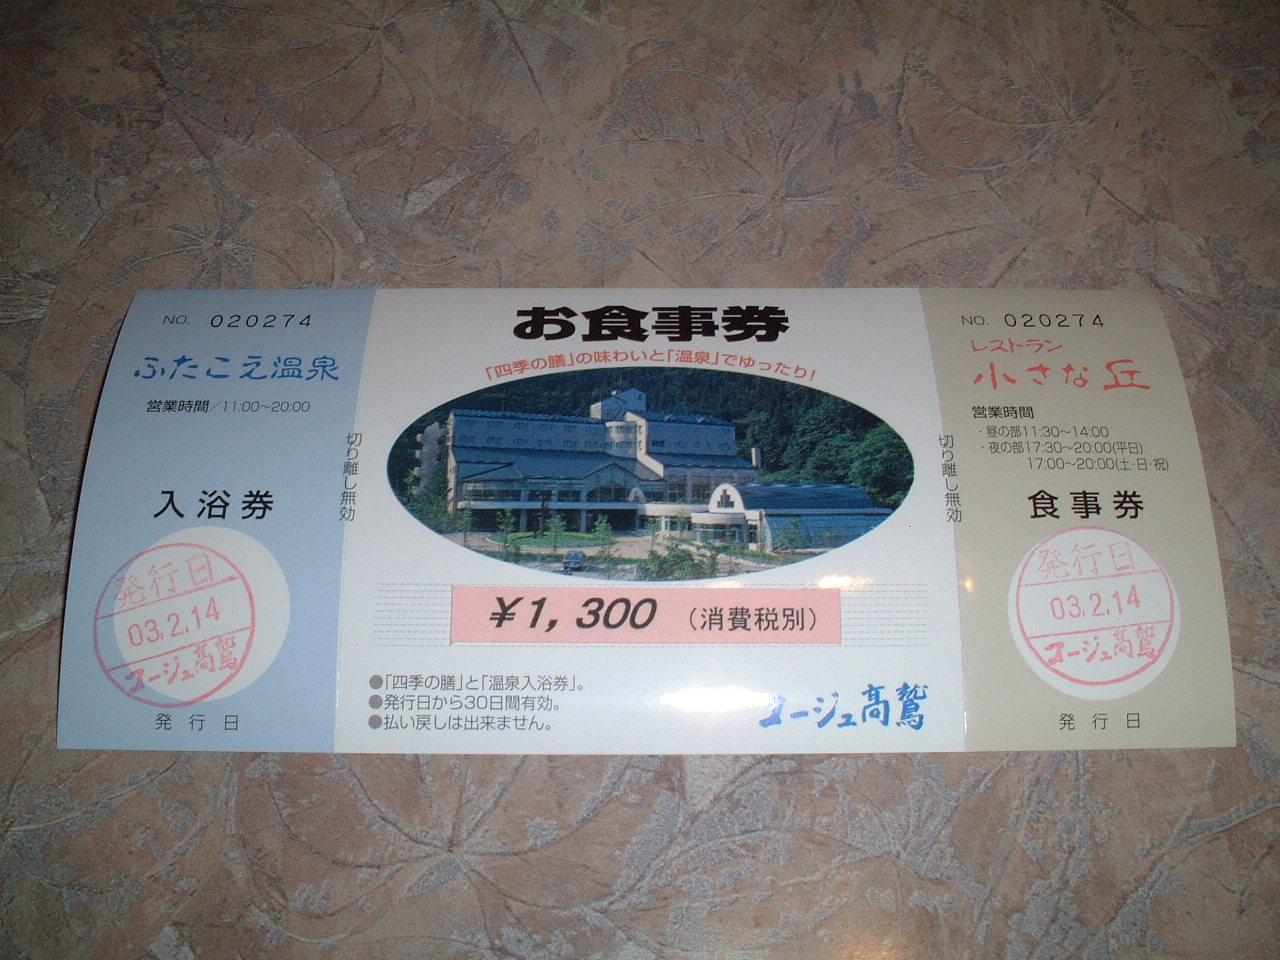 NO. 020274
ふたこえ温泉
営業時間/11:00~20:00
入浴券
発行日
03.2.14
コージュ高鷲
発行日
切り離し無効
お食事券
「四季の膳」の味わいと「温泉」でゆったり!
¥1,300 (消費税別)
●「四季の膳」と「温泉入浴券」。
●発行日から30日間有効。
●払い戻しは出来ません。
コージュ高鷲
切り離し無効
NO. 020274
レストラン
小さな丘
営業時間
・昼の部11:30~14:00
・夜の部17:30~20:00(平日)
17:00~20:00(土・日・祝)
食事券
発行日
03.2.14
コージュ高鷲
発行日